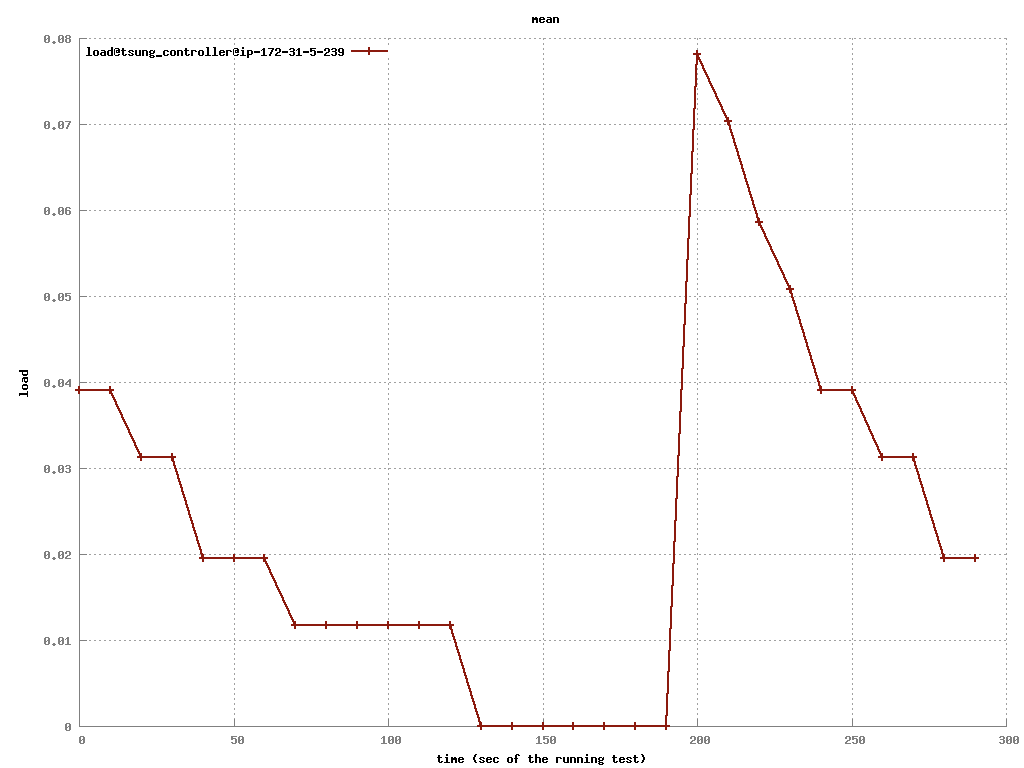 mean
load@tsung_controller@ip-172-31-5-239
0.08
0.07
0.06
0.05
0.04
0.03
0.02
0.01
0
load
0 50 100 150 200 250 300
time (sec of the running test)